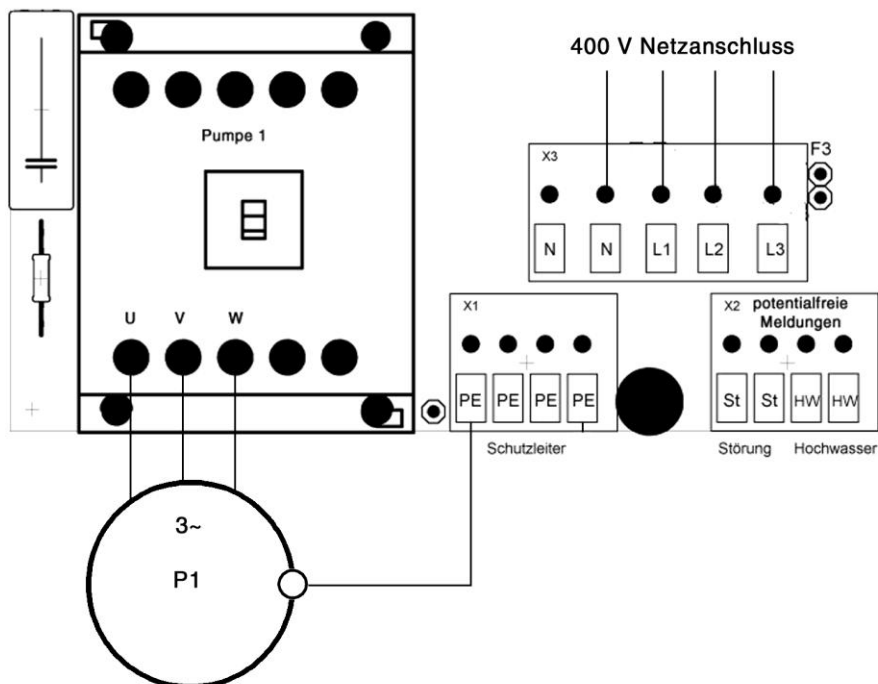 400 V Netzanschluss
Pumpe 1
X3
F3
N N L1 L2 L3
U V W
X1
PE PE PE PE
Schutzleiter
X2 potentialfreie
Meldungen
St St HW HW
Störung Hochwasser
3~
P1